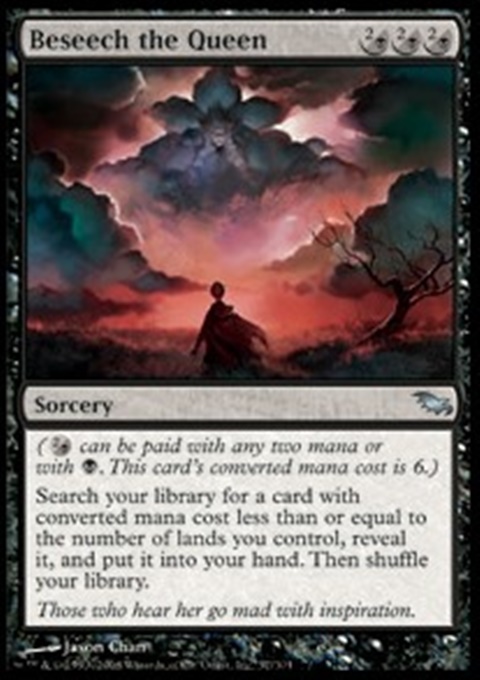 Beseech the Queen
2 2 2
Sorcery
( can be paid with any two mana or
with . This card's converted mana cost is 6.)
Search your library for a card with
converted mana cost less than or equal to
the number of lands you control, reveal
it, and put it into your hand. Then shuffle
your library.
Those who hear her go mad with inspiration.
Jason Chan